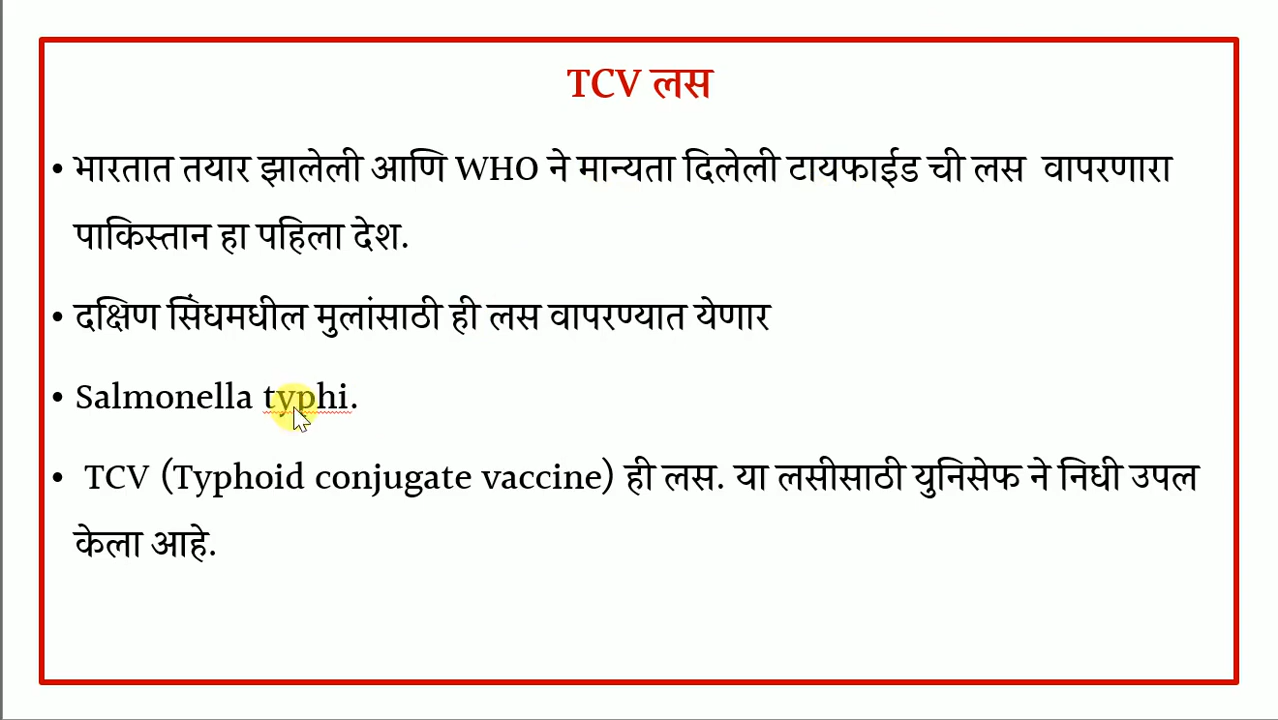 TCV लस
• भारतात तयार झालेली आणि WHO ने मान्यता दिलेली टायफाईड ची लस वापरणारा
पाकिस्तान हा पहिला देश.
• दक्षिण सिंधमधील मुलांसाठी ही लस वापरण्यात येणार
• Salmonella typhi.
• TCV (Typhoid conjugate vaccine) ही लस. या लसीसाठी युनिसेफ ने निधी उपल
केला आहे.